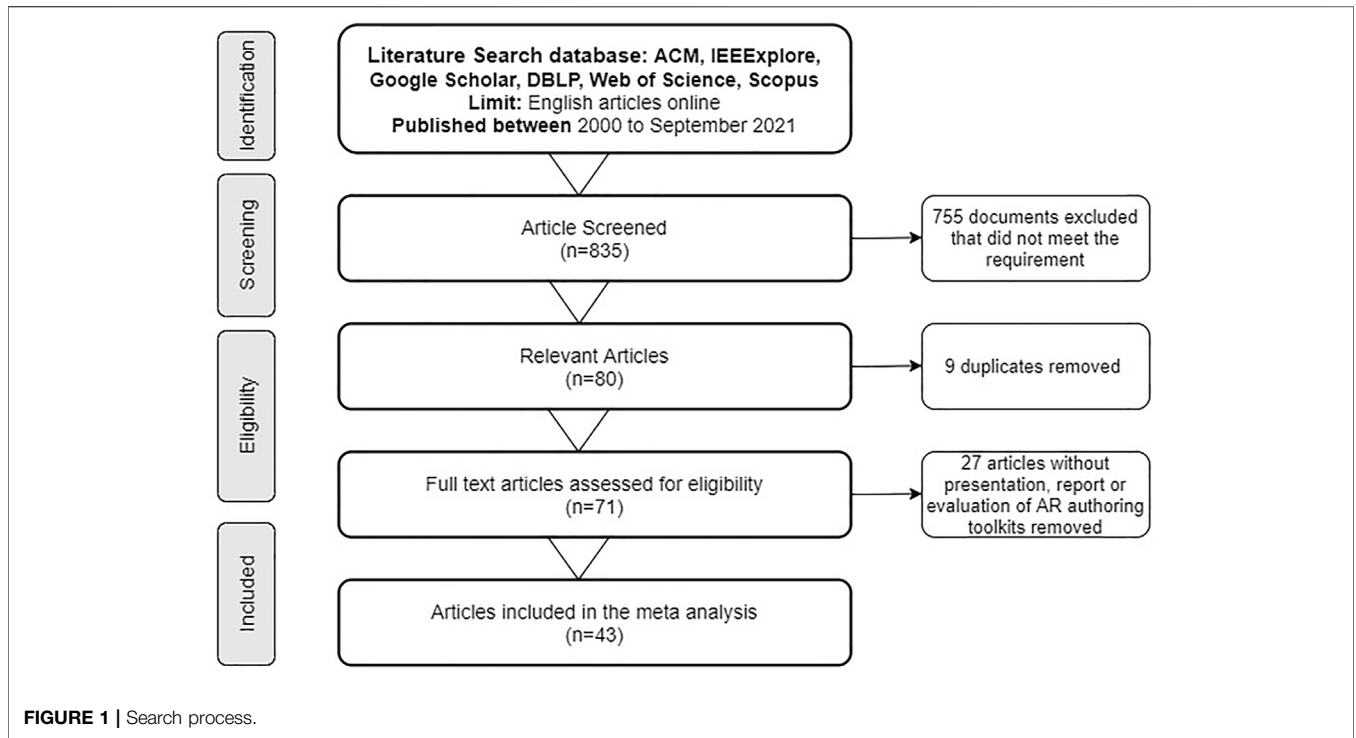 Identification
Literature Search database: ACM, IEEExplore,
Google Scholar, DBLP, Web of Science, Scopus
Limit: English articles online
Published between 2000 to September 2021
Screening
Article Screened
(n=835)
755 documents excluded
that did not meet the
requirement
Eligibility
Relevant Articles
(n=80)
9 duplicates removed
Full text articles assessed for eligibility
(n=71)
27 articles without
presentation, report or
evaluation of AR authoring
toolkits removed
Included
Articles included in the meta analysis
(n=43)
FIGURE 1 | Search process.